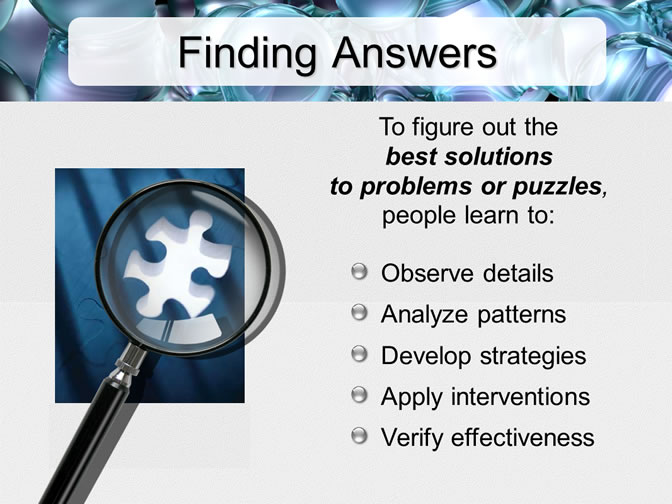 Finding Answers
To figure out the
best solutions
to problems or puzzles,
people learn to:
Observe details
Analyze patterns
Develop strategies
Apply interventions
Verify effectiveness